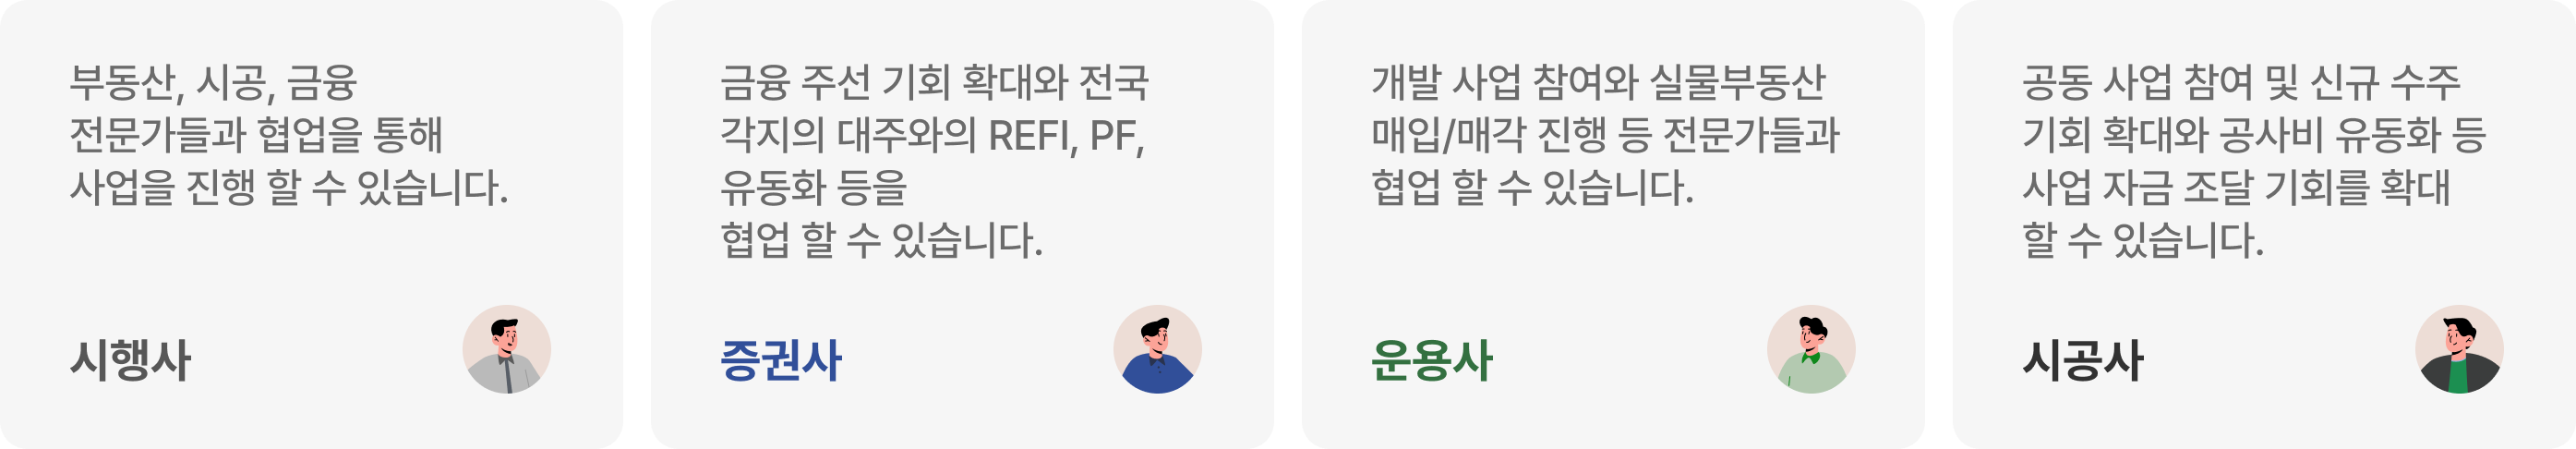 부동산, 시공, 금융
전문가들과 협업을 통해
사업을 진행 할 수 있습니다.
시행사
금융 주선 기회 확대와 전국
각지의 대주와의 REFI, PF,
유동화 등을
협업 할 수 있습니다.
증권사
개발 사업 참여와 실물부동산
매입/매각 진행 등 전문가들과
협업 할 수 있습니다.
운용사
공동 사업 참여 및 신규 수주
기회 확대와 공사비 유동화 등
사업 자금 조달 기회를 확대
할 수 있습니다.
시공사